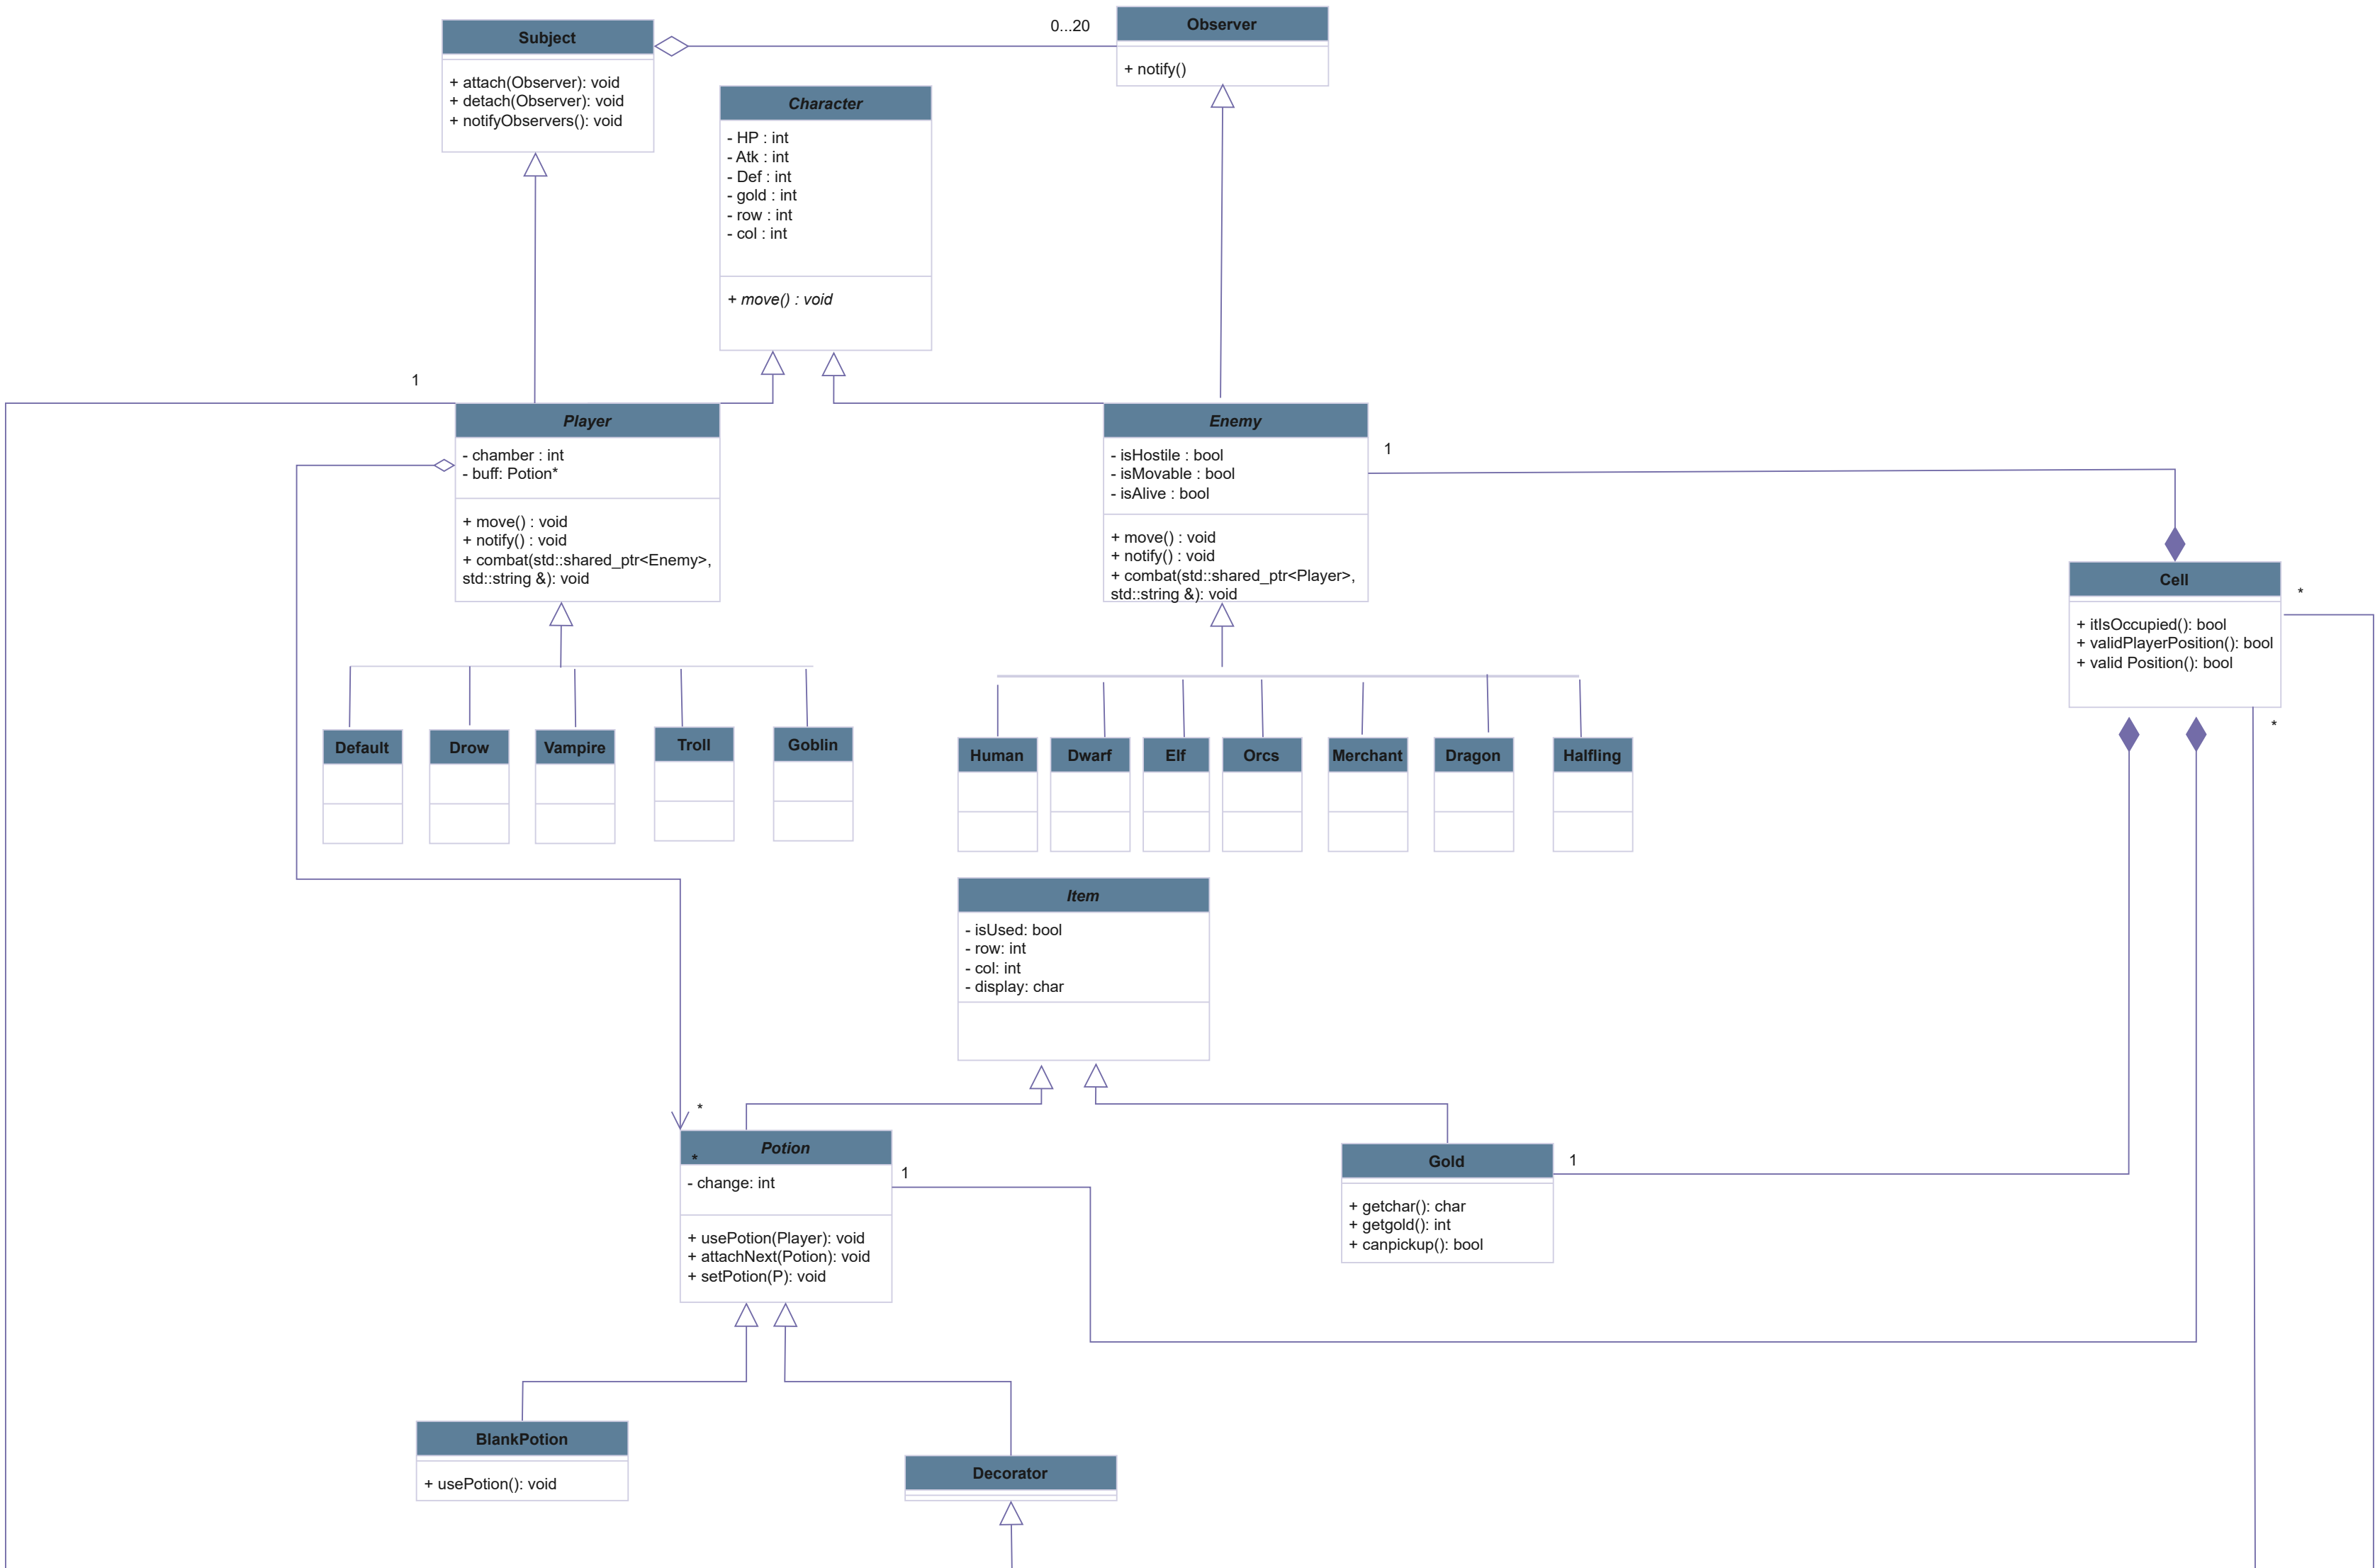 Subject
+ attach(Observer): void
+ detach(Observer): void
+ notifyObservers(): void
0...20
Observer
+ notify()
Character
- HP : int
- Atk : int
- Def : int
- gold : int
- row : int
- col : int
+ move() : void
1
Player
- chamber : int
- buff: Potion*
+ move() : void
+ notify() : void
+ combat(std::shared_ptr<Enemy>,
std::string &): void
Enemy
- isHostile : bool
- isMovable : bool
- isAlive : bool
+ move() : void
+ notify() : void
+ combat(std::shared_ptr<Player>,
std::string &): void
1
Cell
+ itIsOccupied(): bool
+ validPlayerPosition(): bool
+ valid Position(): bool
*
*
Default
Drow
Vampire
Troll
Goblin
Human
Dwarf
Elf
Orcs
Merchant
Dragon
Halfling
Item
- isUsed: bool
- row: int
- col: int
- display: char
*
Potion
*
- change: int
+ usePotion(Player): void
+ attachNext(Potion): void
+ setPotion(P): void
1
Gold
+ getchar(): char
+ getgold(): int
+ canpickup(): bool
1
BlankPotion
+ usePotion(): void
Decorator